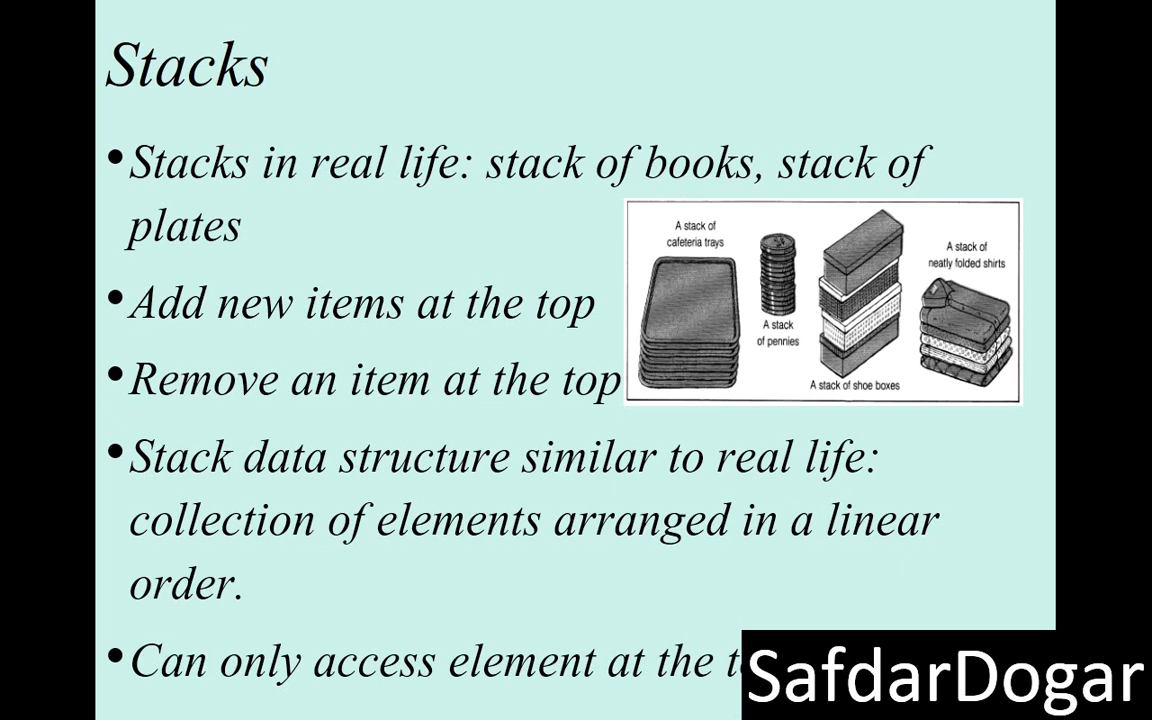 Stacks
•Stacks in real life: stack of books, stack of
plates
•Add new items at the top
•Remove an item at the top
A stack of
cafeteria trays
A stack
of pennies
A stack of shoe boxes
A stack of
neatly folded shirts
•Stack data structure similar to real life:
collection of elements arranged in a linear
order.
•Can only access element at the
SafdarDogar